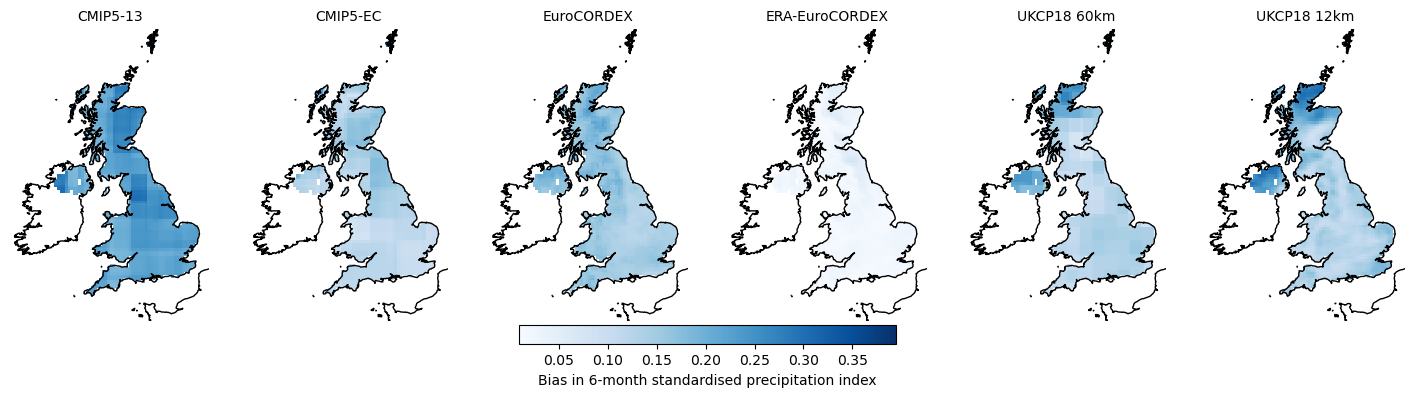 CMIP5-13
CMIP5-EC
EuroCORDEX
ERA-EuroCORDEX
UKCP18 60km
UKCP18 12km
0.05 0.10 0.15 0.20 0.25 0.30 0.35
Bias in 6-month standardised precipitation index